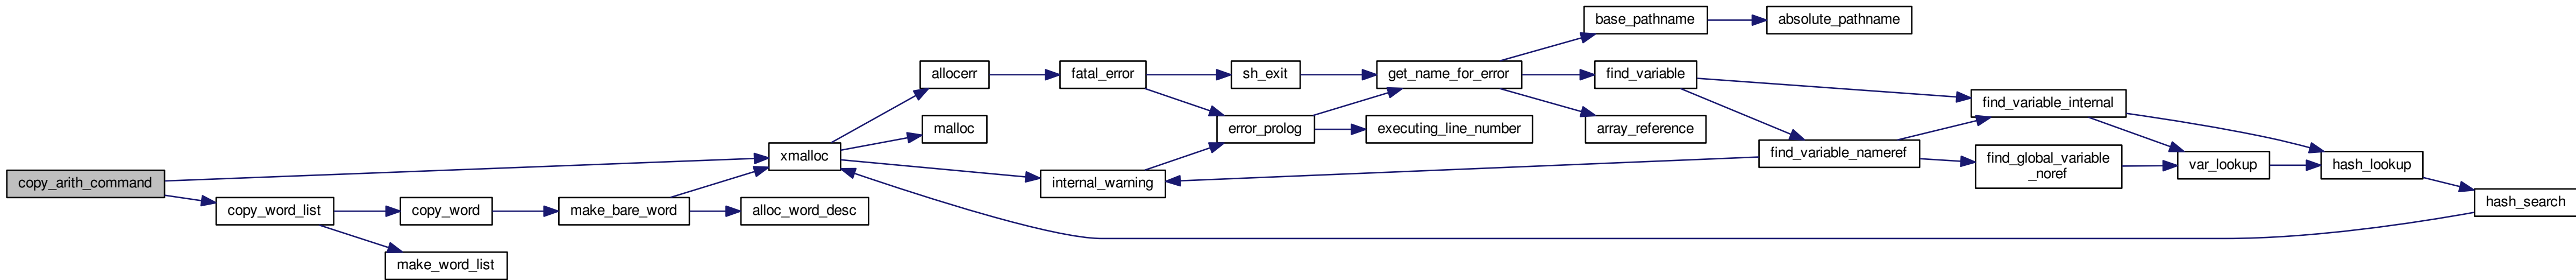 base_pathname
absolute_pathname
allocerr
fatal_error
sh_exit
get_name_for_error
find_variable
find_variable_internal
malloc
error_prolog
executing_line_number
array_reference
xmalloc
find_variable_nameref
find_global_variable
_noref
var_lookup
hash_lookup
copy_arith_command
internal_warning
hash_search
copy_word_list
copy_word
make_bare_word
alloc_word_desc
make_word_list